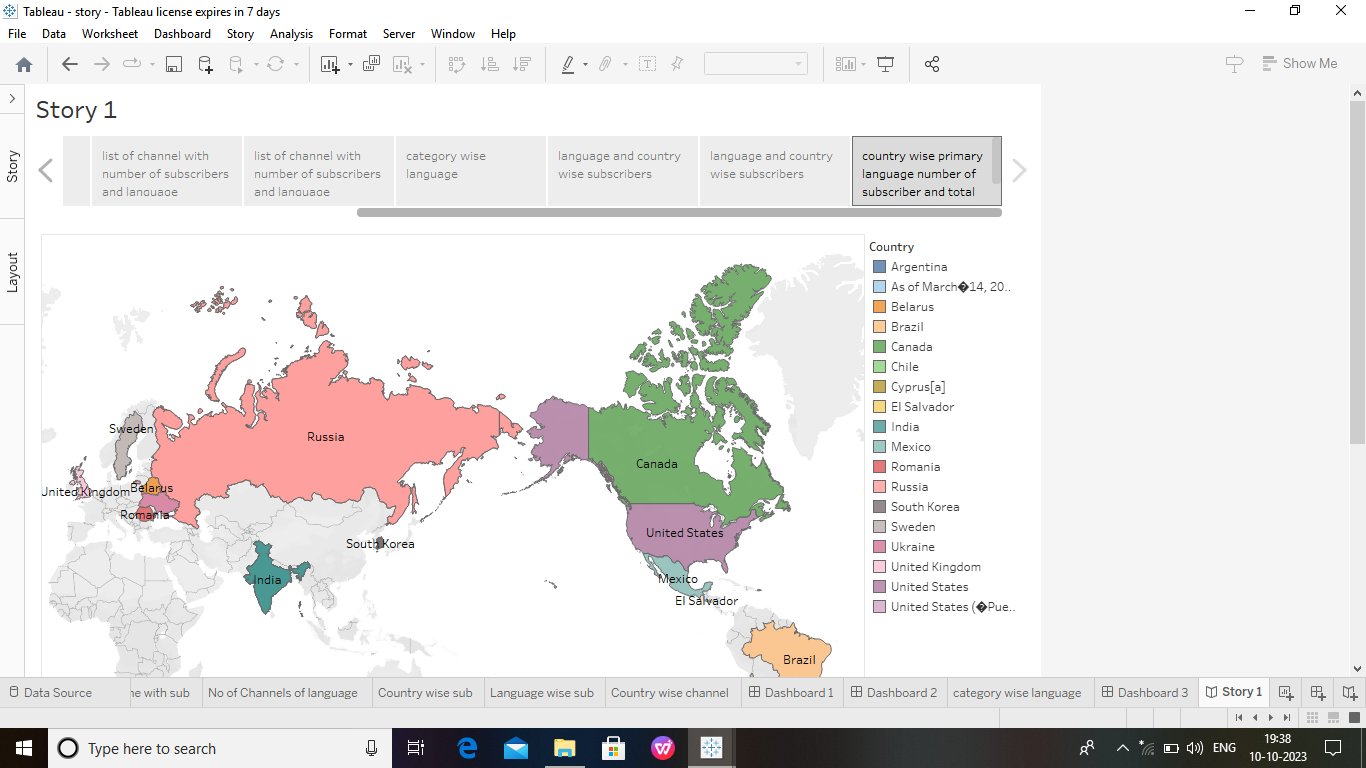 Tableau - story - Tableau license expires in 7 days
File Data Worksheet Dashboard Story Analysis Format Server Window Help
Show Me
Story
Layout
Story 1
list of channel with
number of subscribers
and language
list of channel with
number of subscribers
and language
category wise
language
language and country
wise subscribers
language and country
wise subscribers
country wise primary
language number of
subscriber and total
Sweden
Russia
United Kingdom
Belarus
Romania
South Korea
India
Canada
United States
Mexico
El Salvador
Brazil
Country
Argentina
As of March�14, 20..
Belarus
Brazil
Canada
Chile
Cyprus[a]
El Salvador
India
Mexico
Romania
Russia
South Korea
Sweden
Ukraine
United Kingdom
United States
United States (�Pue..
Data Source ne with sub No of Channels of language Country wise sub Language wise sub Country wise channel Dashboard 1 Dashboard 2 category wise language Dashboard 3 Story 1
Type here to search
ENG
19:38
10-10-2023